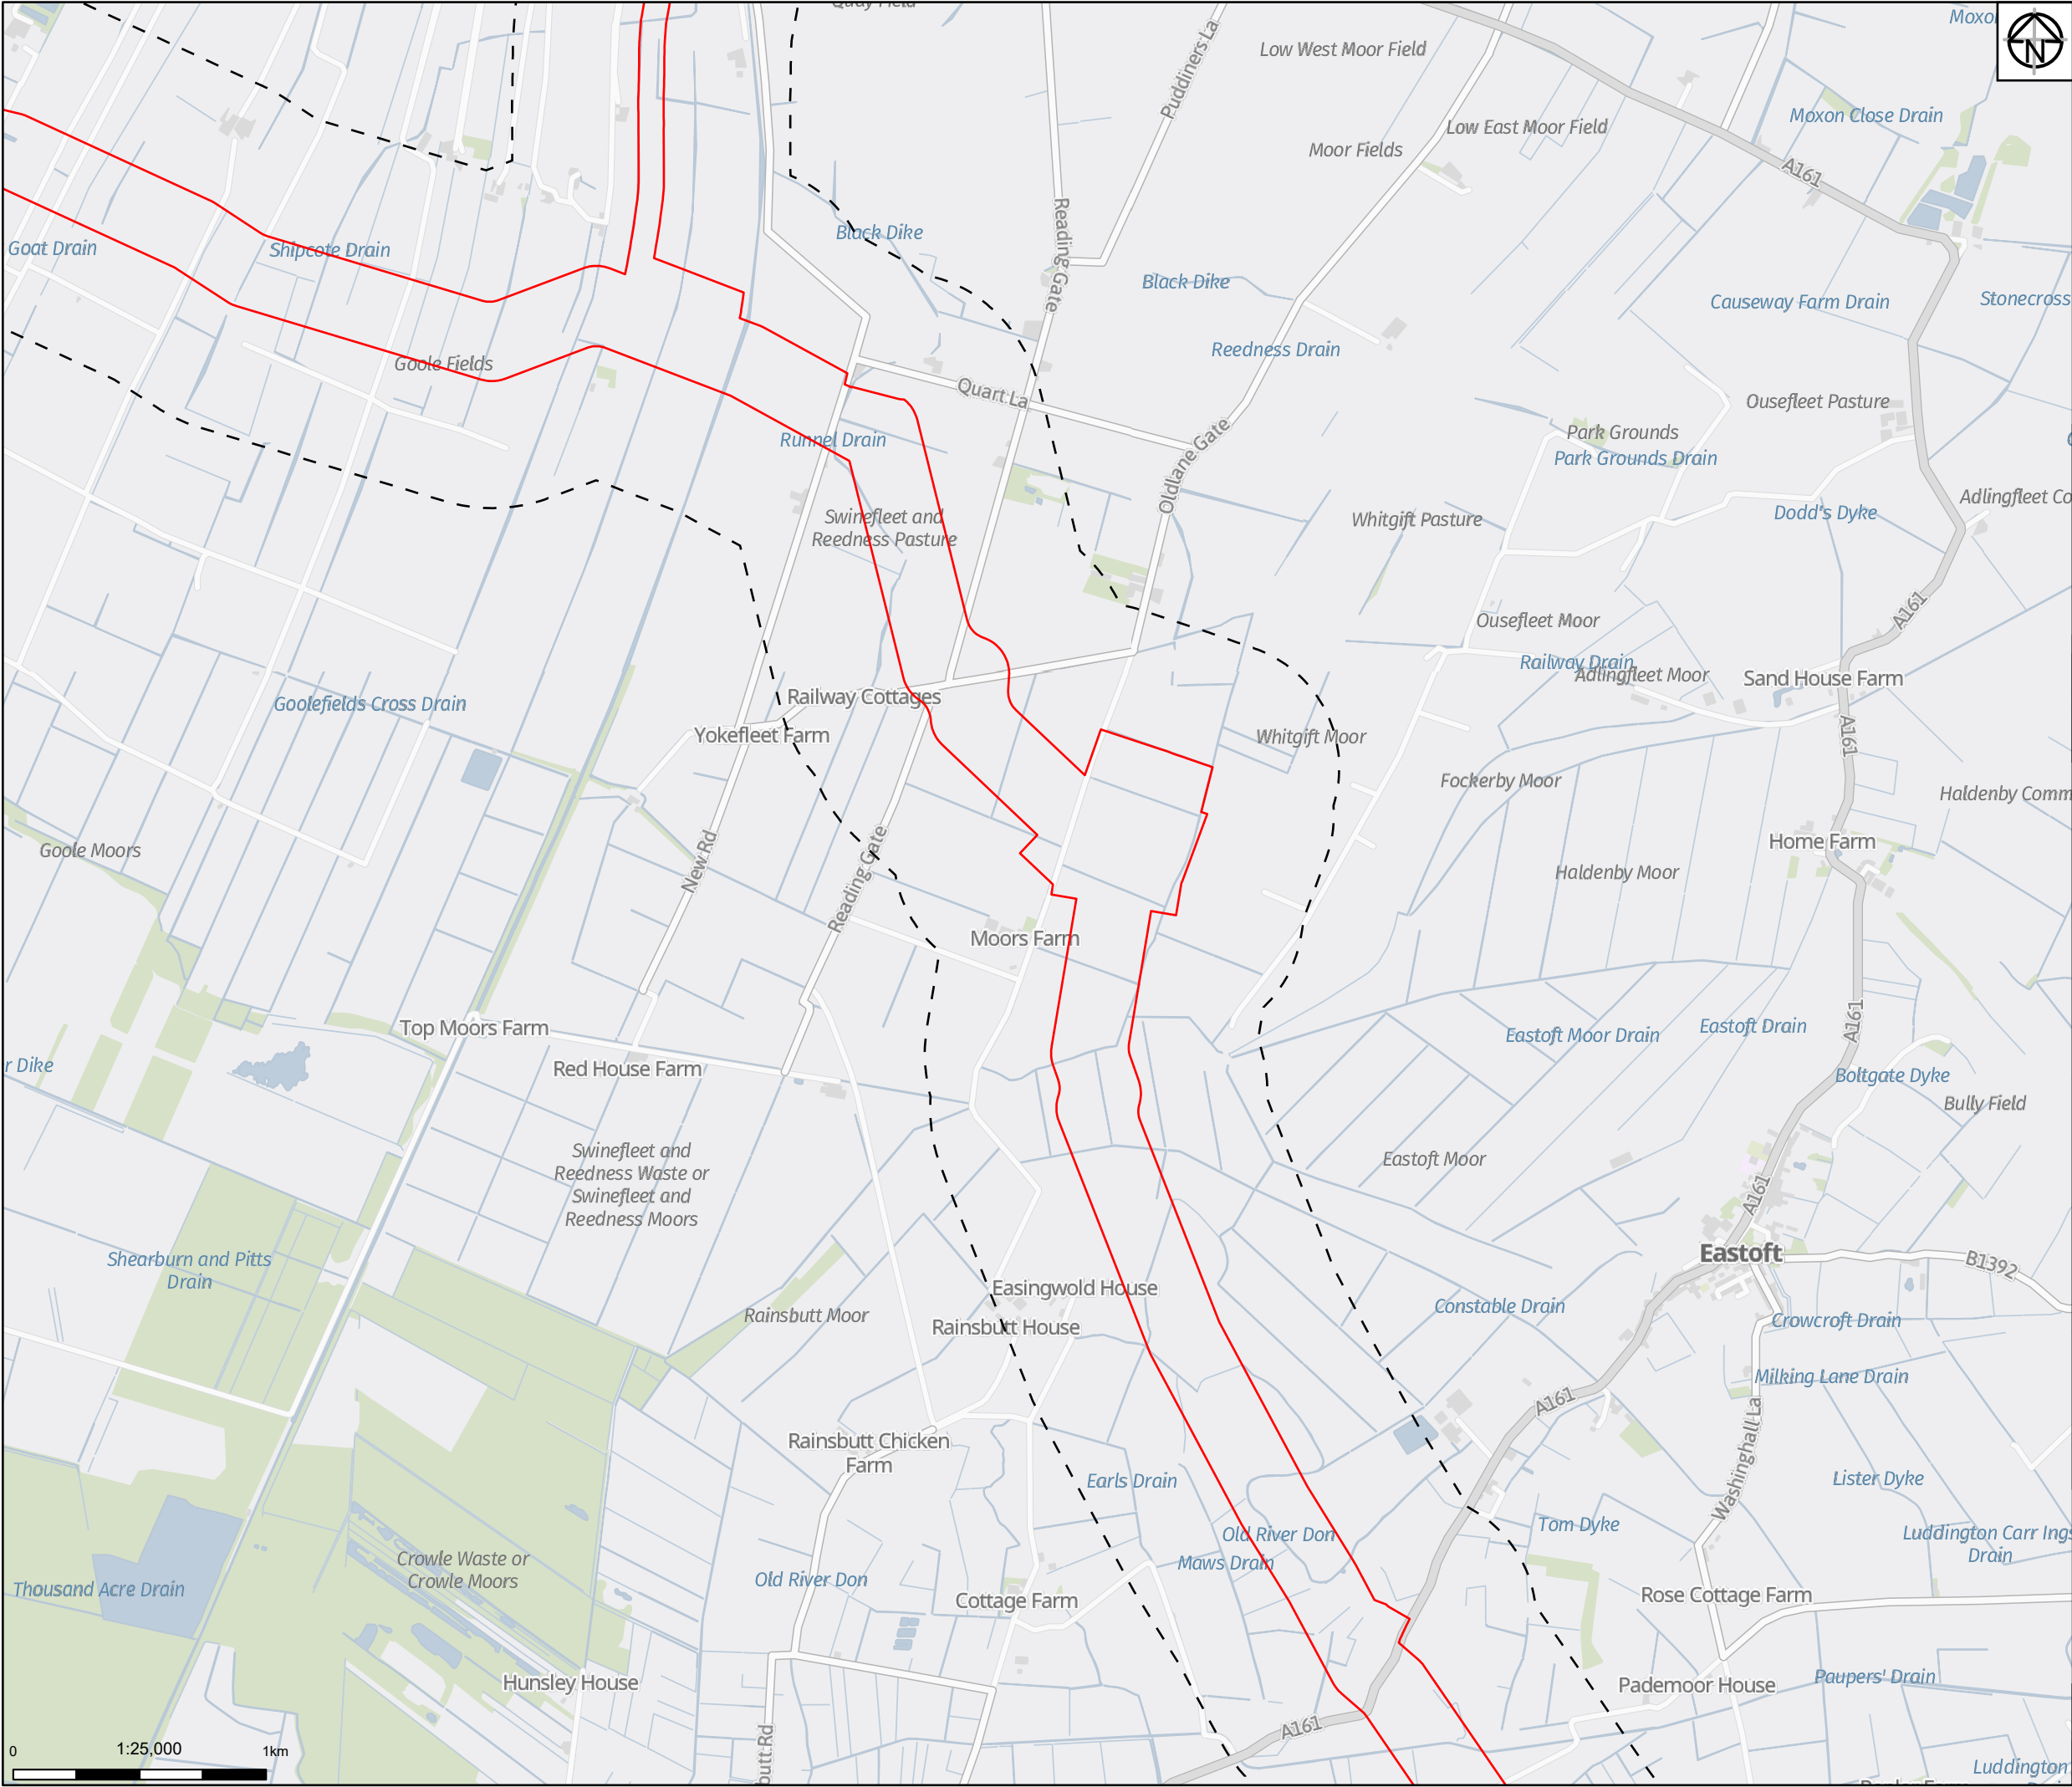 Quay Field
Moxon
N
Low West Moor Field
Puddiners La
Moxon Close Drain
Low East Moor Field
Moor Fields
A161
Black Dike
Goat Drain
Shipcote Drain
Reading Gate
Black Dike
Causeway Farm Drain
Stonecross
Reedness Drain
Goole Fields
Quart La
Ousefleet Pasture
Park Grounds
Runnel Drain
Park Grounds Drain
Oldlane Gate
Adlingfleet Co
Swinefleet and
Reedness Pasture
Whitgift Pasture
Dodd's Dyke
A161
Ousefleet Moor
Railway Drain
Adlingfleet Moor
Sand House Farm
Railway Cottages
Goolefields Cross Drain
Yokefleet Farm
Whitgift Moor
A161
Fockerby Moor
Haldenby Comm
Home Farm
Goole Moors
New Rd
Reading Gate
Haldenby Moor
Moors Farm
Top Moors Farm
Eastoft Moor Drain
Eastoft Drain
A161
r Dike
Red House Farm
Boltgate Dyke
Bully Field
Swinefleet and
Reedness Waste or
Swinefleet and
Reedness Moors
Eastoft Moor
A161
Shearburn and Pitts
Drain
Eastoft
B1392
Easingwold House
Rainsbutt Moor
Rainsbutt House
Constable Drain
Crowcroft Drain
Milking Lane Drain
A161
Rainsbutt Chicken
Farm
Washinghall La
Earls Drain
Lister Dyke
Old River Don
Tom Dyke
Luddington Carr Ings
Drain
Maws Drain
Crowle Waste or
Crowle Moors
Old River Don
Thousand Acre Drain
Cottage Farm
Rose Cottage Farm
Hunsley House
Pademoor House
Paupers' Drain
A161
butt Rd
Luddington
0 1:25,000 1km